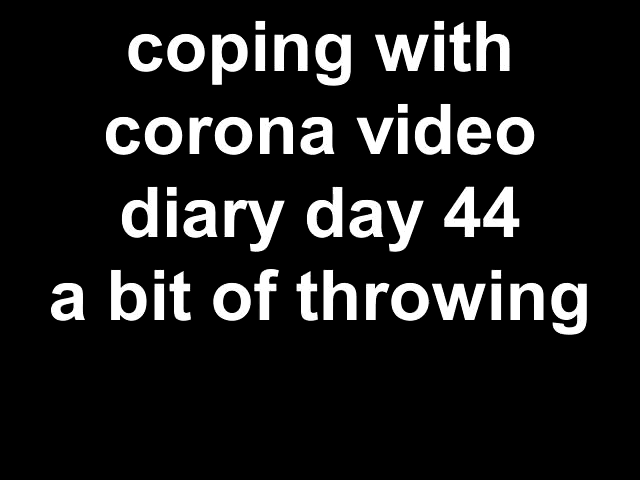 coping with
corona video
diary day 44
a bit of throwing